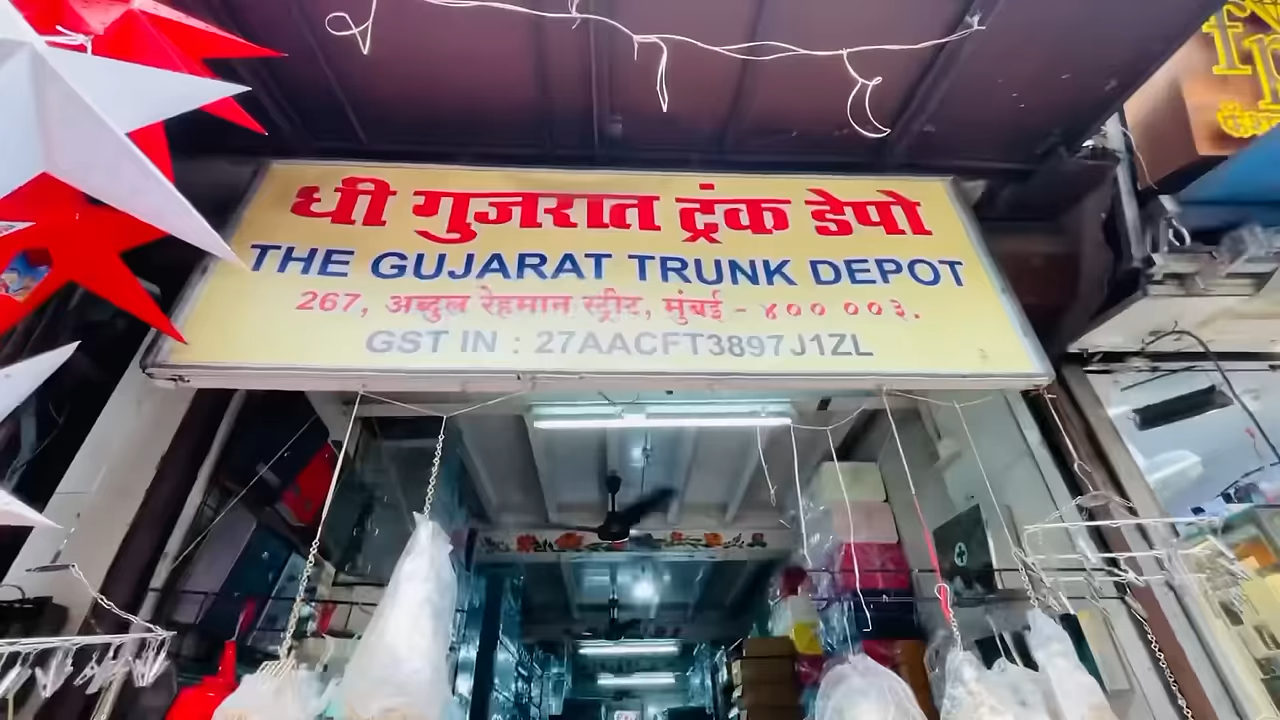 धी गुजरात ट्रंक डेपो
THE GUJARAT TRUNK DEPOT
267, अब्दुल रेहमान स्ट्रीट, मुंबई - ४०० ००३.
GST IN : 27AACFT3897J1ZL